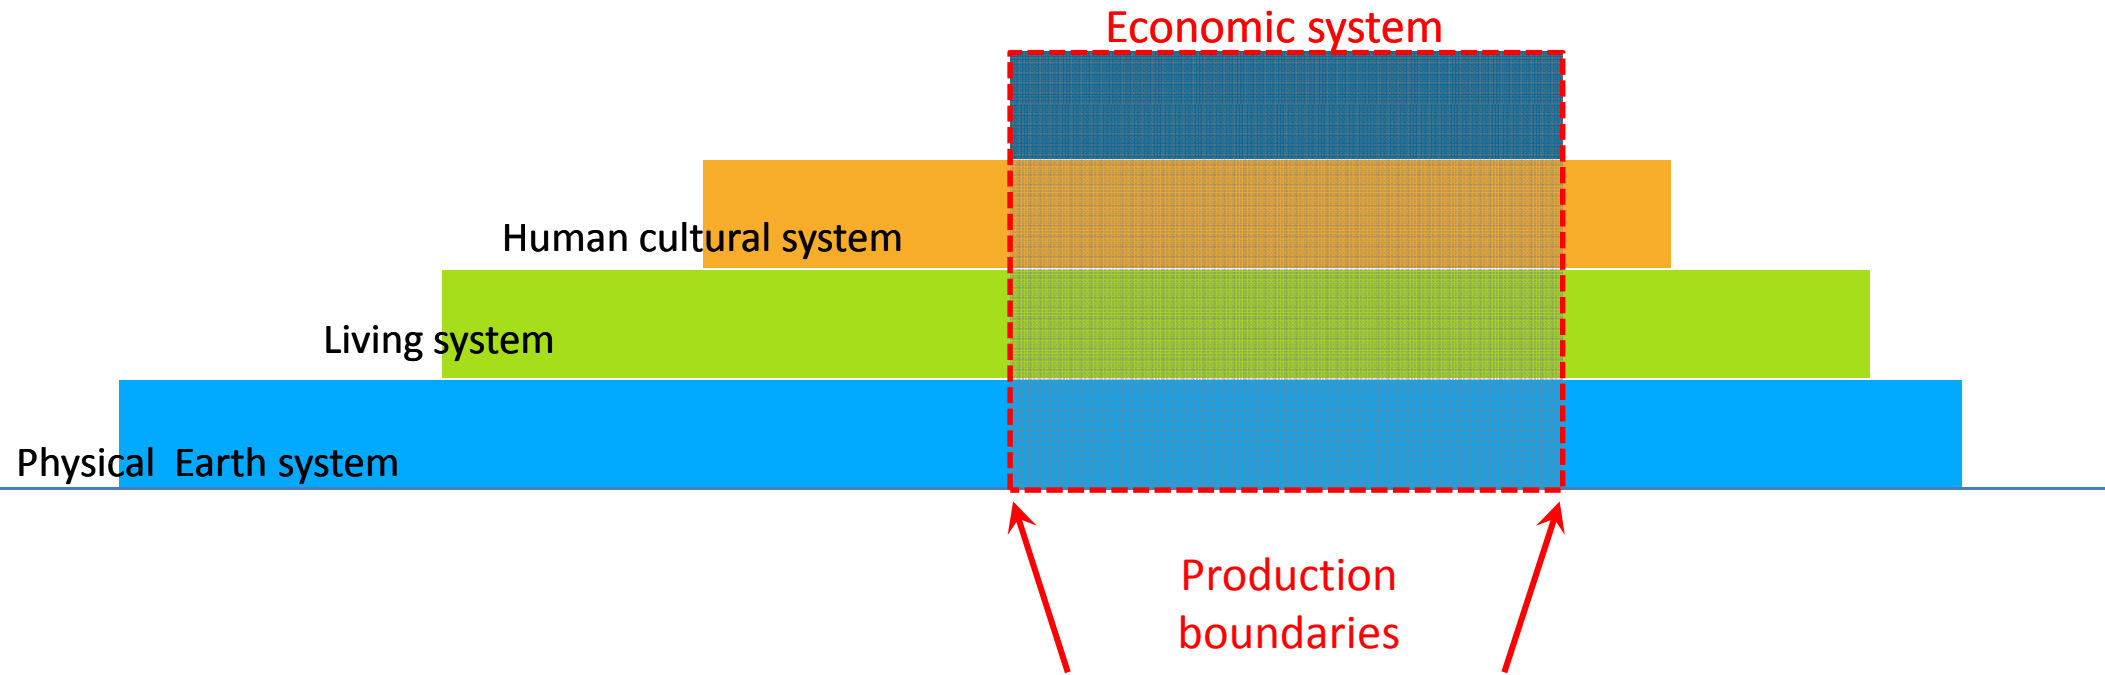 Economic system
Human cultural system
Living system
Physical  Earth system
Production
boundaries